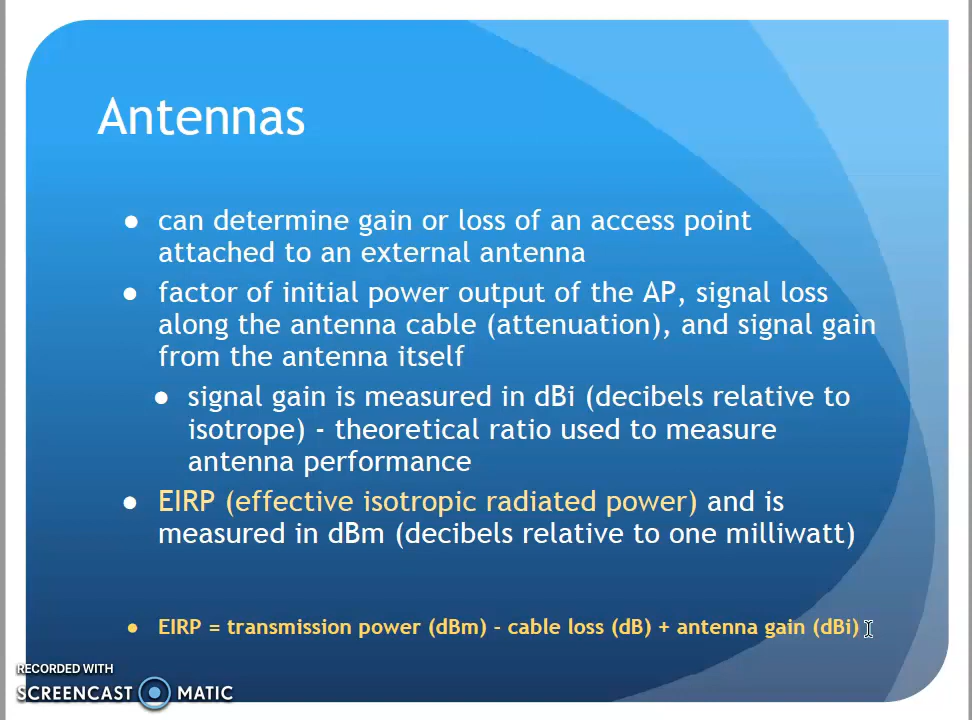 Antennas
● can determine gain or loss of an access point
attached to an external antenna
● factor of initial power output of the AP, signal loss
along the antenna cable (attenuation), and signal gain
from the antenna itself
● signal gain is measured in dBi (decibels relative to
isotrope) - theoretical ratio used to measure
antenna performance
● EIRP (effective isotropic radiated power) and is
measured in dBm (decibels relative to one milliwatt)
● EIRP = transmission power (dBm) - cable loss (dB) + antenna gain (dBi)
RECORDED WITH
SCREENCAST MATIC